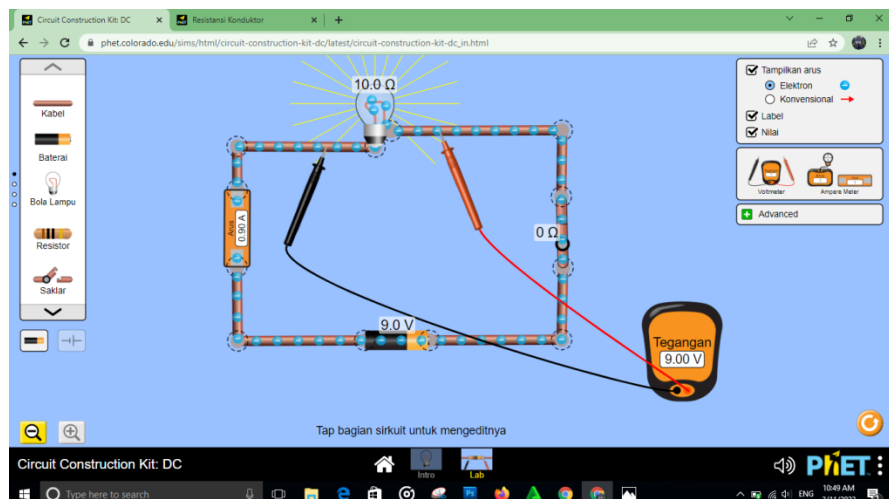 Circuit Construction Kit: DC
Resistansi Konduktor
phet.colorado.edu/sims/html/circuit-construction-kit-dc/latest/circuit-construction-kit-dc_in.html
Kabel
Baterai
Bola Lampu
Resistor
Saklar
10.0 Ω
Arus
0.90 A
0 Ω
9.0 V
Tegangan
9.00 V
Tampilkan arus
Elektron
Konvensional
Label
Nilai
Voltmeter
Ampere Meter
Advanced
Tap bagian sirkuit untuk mengeditnya
Circuit Construction Kit: DC
Intro
Lab
PhET
Type here to search
Ps
ENG
10:49 AM